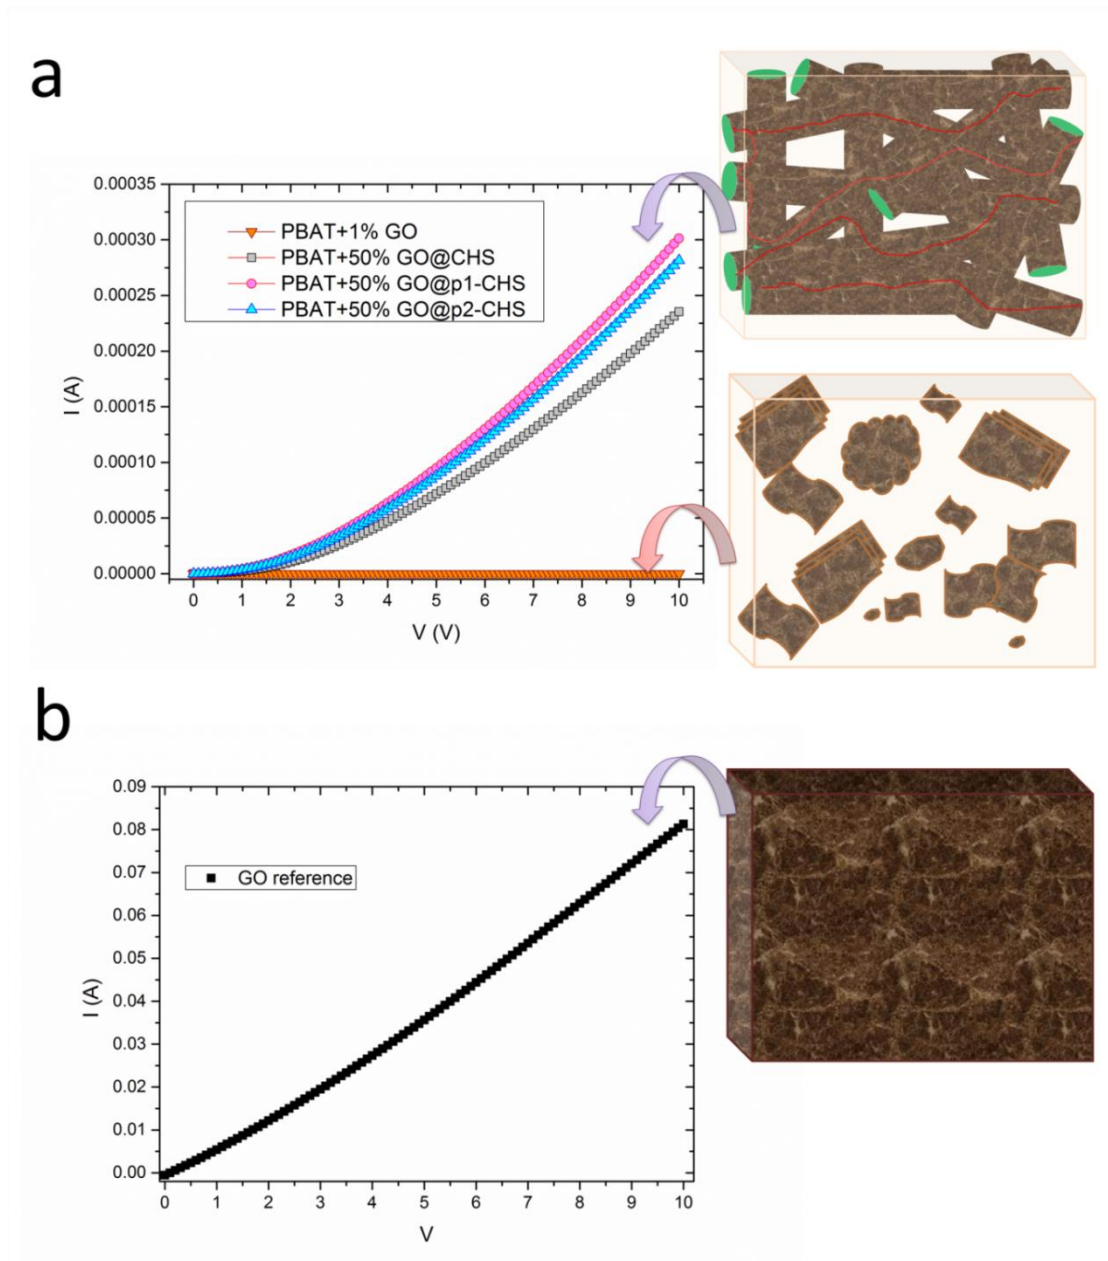 a
0.00035
0.00030
0.00025
0.00020
0.00015
0.00010
0.00005
0.00000
I (A)
PBAT+1% GO
PBAT+50% GO@CHS
PBAT+50% GO@p1-CHS
PBAT+50% GO@p2-CHS
0 1 2 3 4 5 6 7 8 9 10
V (V)
b
0.09
0.08
0.07
0.06
0.05
0.04
0.03
0.02
0.01
0.00
I (A)
GO reference
0 1 2 3 4 5 6 7 8 9 10
V